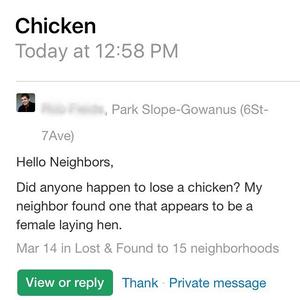 Chicken
Today at 12:58 PM
, Park Slope-Gowanus (6St-
7Ave)
Hello Neighbors,
Did anyone happen to lose a chicken? My
neighbor found one that appears to be a
female laying hen.
Mar 14 in Lost & Found to 15 neighborhoods
View or reply Thank · Private message